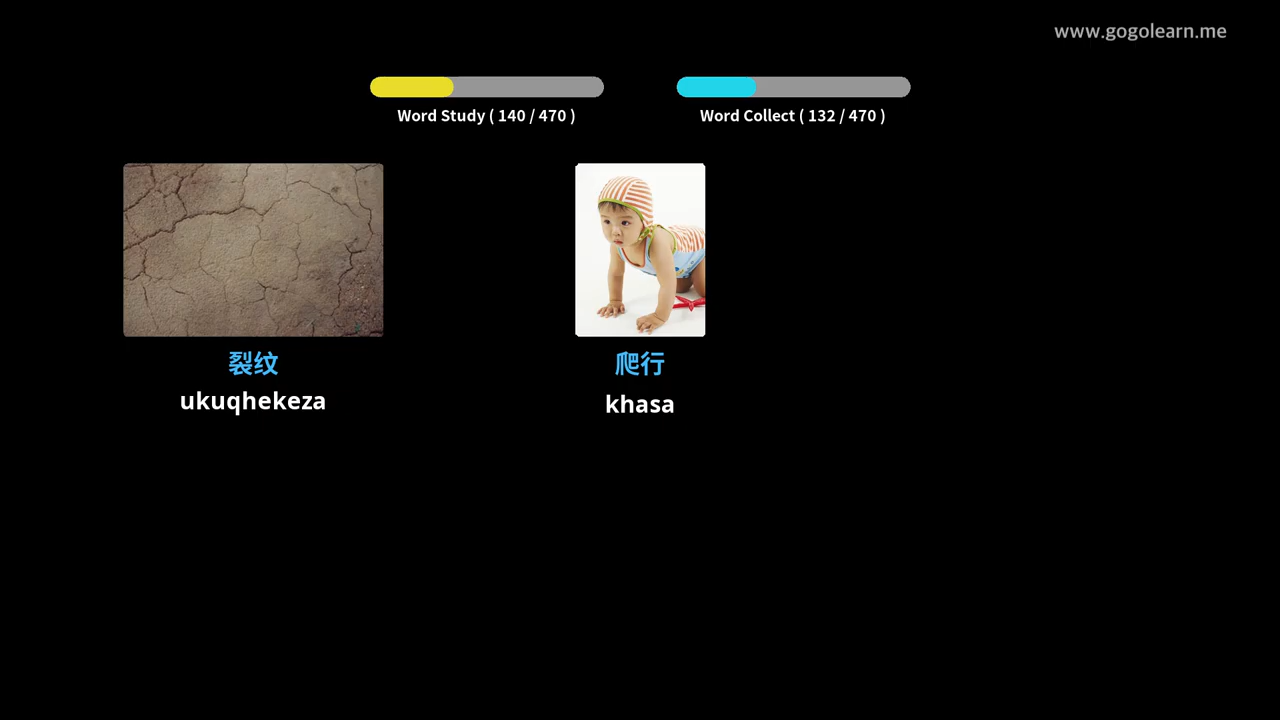 www.gogolearn.me
Word Study ( 140 / 470 )
Word Collect ( 132 / 470 )
裂纹
ukuqhekeza
爬行
khasa